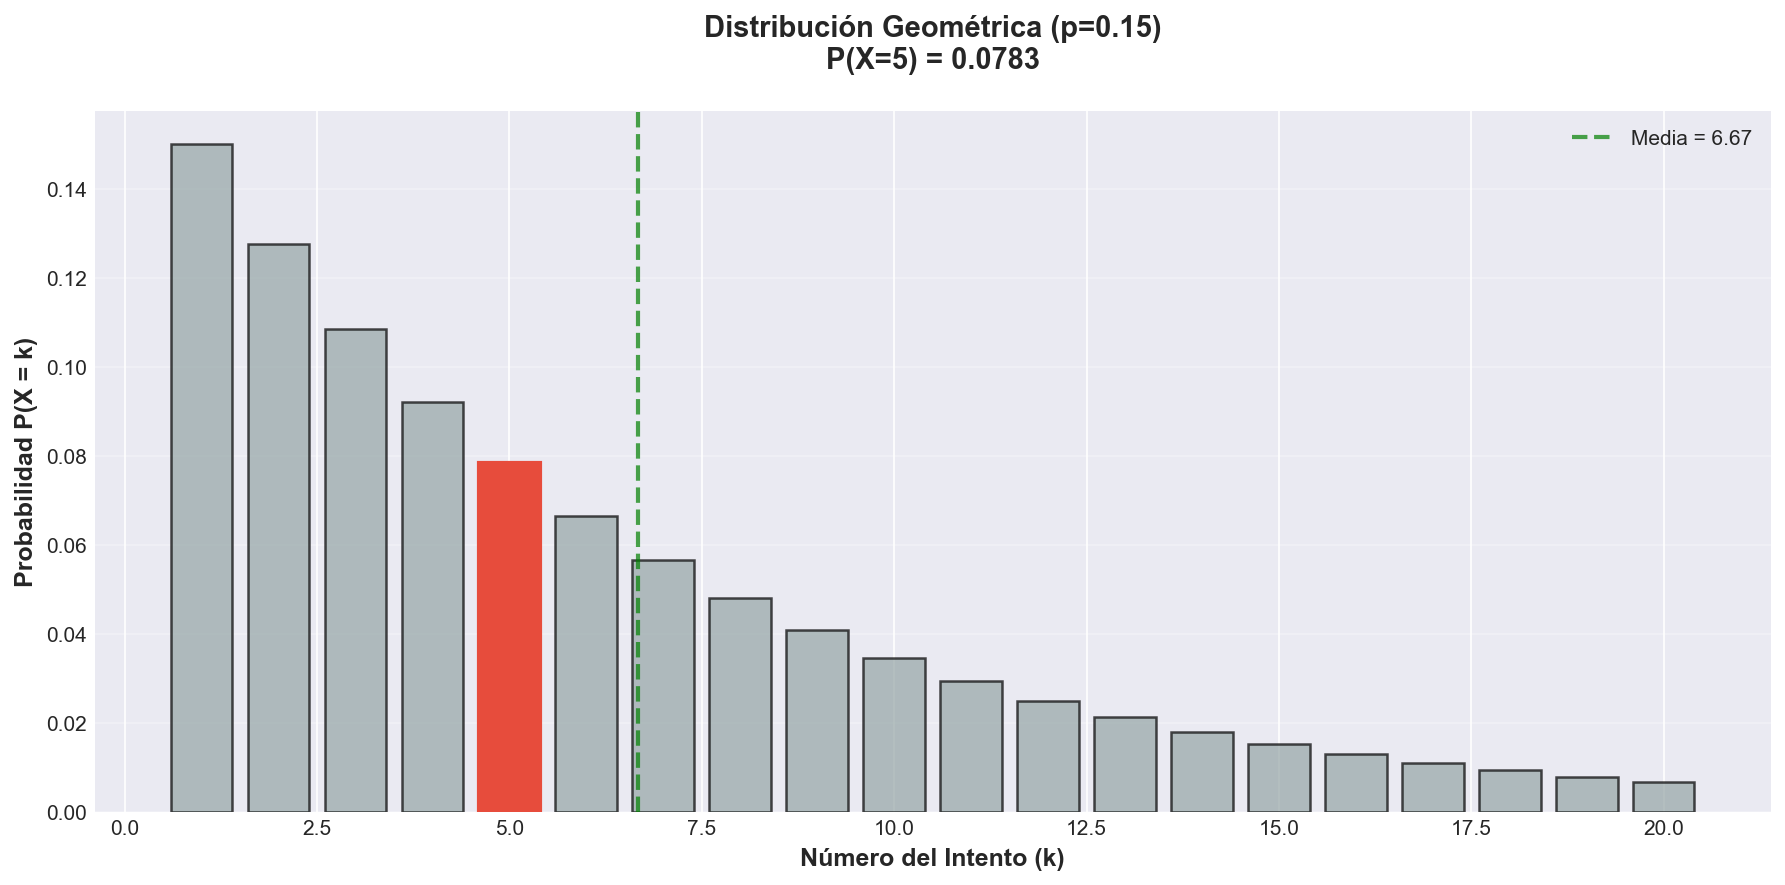 Distribución Geométrica (p=0.15)
P(X=5) = 0.0783
Media = 6.67
Probabilidad P(X = k)
0.14
0.12
0.10
0.08
0.06
0.04
0.02
0.00
0.0 2.5 5.0 7.5 10.0 12.5 15.0 17.5 20.0
Número del Intento (k)